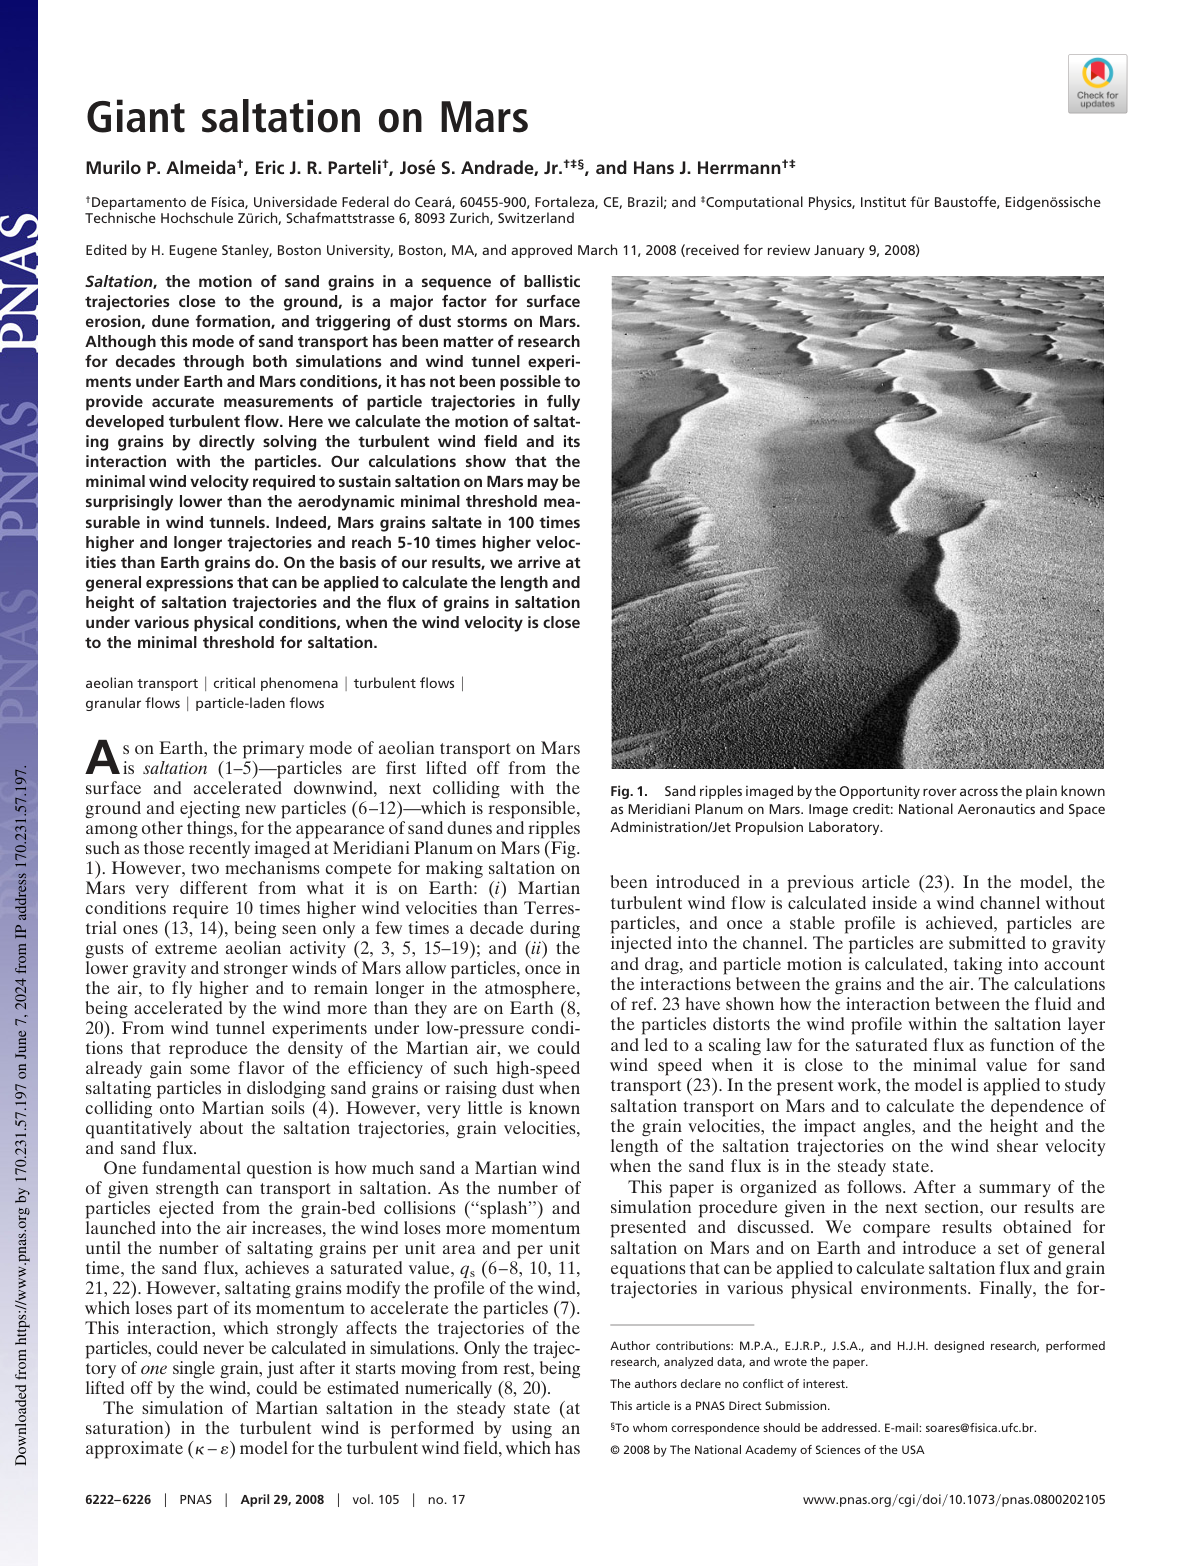 Check for
updates
Giant saltation on Mars
Murilo P. Almeida†, Eric J. R. Parteli†, José S. Andrade, Jr.†‡§, and Hans J. Herrmann†‡
†Departamento de Física, Universidade Federal do Ceará, 60455-900, Fortaleza, CE, Brazil; and ‡Computational Physics, Institut für Baustoffe, Eidgenössische
Technische Hochschule Zürich, Schafmattstrasse 6, 8093 Zurich, Switzerland
Edited by H. Eugene Stanley, Boston University, Boston, MA, and approved March 11, 2008 (received for review January 9, 2008)
Saltation, the motion of sand grains in a sequence of ballistic
trajectories close to the ground, is a major factor for surface
erosion, dune formation, and triggering of dust storms on Mars.
Although this mode of sand transport has been matter of research
for decades through both simulations and wind tunnel experi-
ments under Earth and Mars conditions, it has not been possible to
provide accurate measurements of particle trajectories in fully
developed turbulent flow. Here we calculate the motion of saltat-
ing grains by directly solving the turbulent wind field and its
interaction with the particles. Our calculations show that the
minimal wind velocity required to sustain saltation on Mars may be
surprisingly lower than the aerodynamic minimal threshold mea-
surable in wind tunnels. Indeed, Mars grains saltate in 100 times
higher and longer trajectories and reach 5-10 times higher veloc-
ities than Earth grains do. On the basis of our results, we arrive at
general expressions that can be applied to calculate the length and
height of saltation trajectories and the flux of grains in saltation
under various physical conditions, when the wind velocity is close
to the minimal threshold for saltation.
aeolian transport | critical phenomena | turbulent flows |
granular flows | particle-laden flows
As on Earth, the primary mode of aeolian transport on Mars
is saltation (1–5)—particles are first lifted off from the
surface and accelerated downwind, next colliding with the
ground and ejecting new particles (6–12)—which is responsible,
among other things, for the appearance of sand dunes and ripples
such as those recently imaged at Meridiani Planum on Mars (Fig.
1). However, two mechanisms compete for making saltation on
Mars very different from what it is on Earth: (i) Martian
conditions require 10 times higher wind velocities than Terres-
trial ones (13, 14), being seen only a few times a decade during
gusts of extreme aeolian activity (2, 3, 5, 15–19); and (ii) the
lower gravity and stronger winds of Mars allow particles, once in
the air, to fly higher and to remain longer in the atmosphere,
being accelerated by the wind more than they are on Earth (8,
20). From wind tunnel experiments under low-pressure condi-
tions that reproduce the density of the Martian air, we could
already gain some flavor of the efficiency of such high-speed
saltating particles in dislodging sand grains or raising dust when
colliding onto Martian soils (4). However, very little is known
quantitatively about the saltation trajectories, grain velocities,
and sand flux.
One fundamental question is how much sand a Martian wind
of given strength can transport in saltation. As the number of
particles ejected from the grain-bed collisions (‘‘splash’’) and
launched into the air increases, the wind loses more momentum
until the number of saltating grains per unit area and per unit
time, the sand flux, achieves a saturated value, qs (6–8, 10, 11,
21, 22). However, saltating grains modify the profile of the wind,
which loses part of its momentum to accelerate the particles (7).
This interaction, which strongly affects the trajectories of the
particles, could never be calculated in simulations. Only the trajec-
tory of one single grain, just after it starts moving from rest, being
lifted off by the wind, could be estimated numerically (8, 20).
The simulation of Martian saltation in the steady state (at
saturation) in the turbulent wind is performed by using an
approximate (κ – ε) model for the turbulent wind field, which has
Fig. 1. Sand ripples imaged by the Opportunity rover across the plain known
as Meridiani Planum on Mars. Image credit: National Aeronautics and Space
Administration/Jet Propulsion Laboratory.
been introduced in a previous article (23). In the model, the
turbulent wind flow is calculated inside a wind channel without
particles, and once a stable profile is achieved, particles are
injected into the channel. The particles are submitted to gravity
and drag, and particle motion is calculated, taking into account
the interactions between the grains and the air. The calculations
of ref. 23 have shown how the interaction between the fluid and
the particles distorts the wind profile within the saltation layer
and led to a scaling law for the saturated flux as function of the
wind speed when it is close to the minimal value for sand
transport (23). In the present work, the model is applied to study
saltation transport on Mars and to calculate the dependence of
the grain velocities, the impact angles, and the height and the
length of the saltation trajectories on the wind shear velocity
when the sand flux is in the steady state.
This paper is organized as follows. After a summary of the
simulation procedure given in the next section, our results are
presented and discussed. We compare results obtained for
saltation on Mars and on Earth and introduce a set of general
equations that can be applied to calculate saltation flux and grain
trajectories in various physical environments. Finally, the for-
Author contributions: M.P.A., E.J.R.P., J.S.A., and H.J.H. designed research, performed
research, analyzed data, and wrote the paper.
The authors declare no conflict of interest.
This article is a PNAS Direct Submission.
§To whom correspondence should be addressed. E-mail: soares@fisica.ufc.br.
© 2008 by The National Academy of Sciences of the USA
6222–6226 | PNAS | April 29, 2008 | vol. 105 | no. 17
www.pnas.org/cgi/doi/10.1073/pnas.0800202105
PNAS
PNAS
PNAS
PNAS
Downloaded from https://www.pnas.org by 170.231.57.197 on June 7, 2024 from IP address 170.231.57.197.